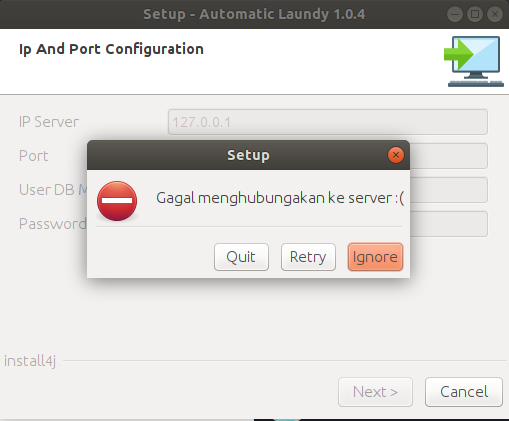 Setup - Automatic Laundy 1.0.4
Ip And Port Configuration
IP Server
127.0.0.1
Port
User DB M
Password
Setup
Gagal menghubungakan ke server :(
Quit
Retry
Ignore
install4j
Next >
Cancel